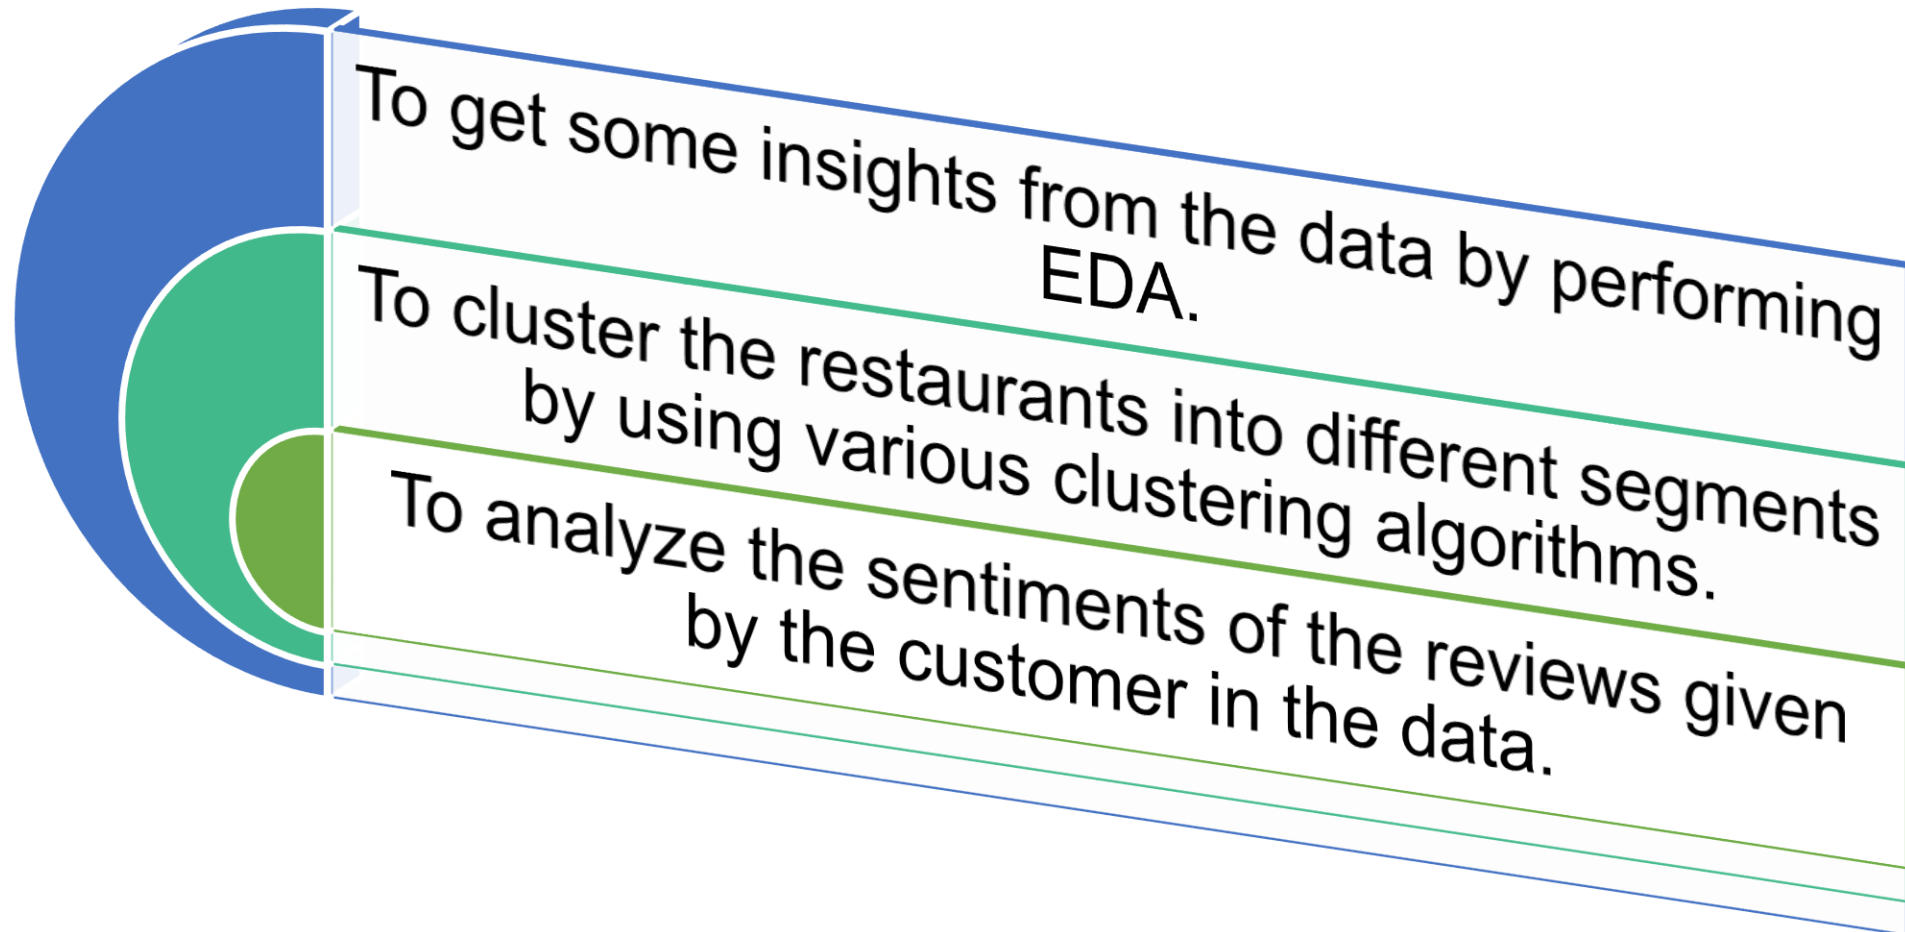 To get some insights from the data by performing
EDA.
To cluster the restaurants into different segments
by using various clustering algorithms.
To analyze the sentiments of the reviews given
by the customer in the data.